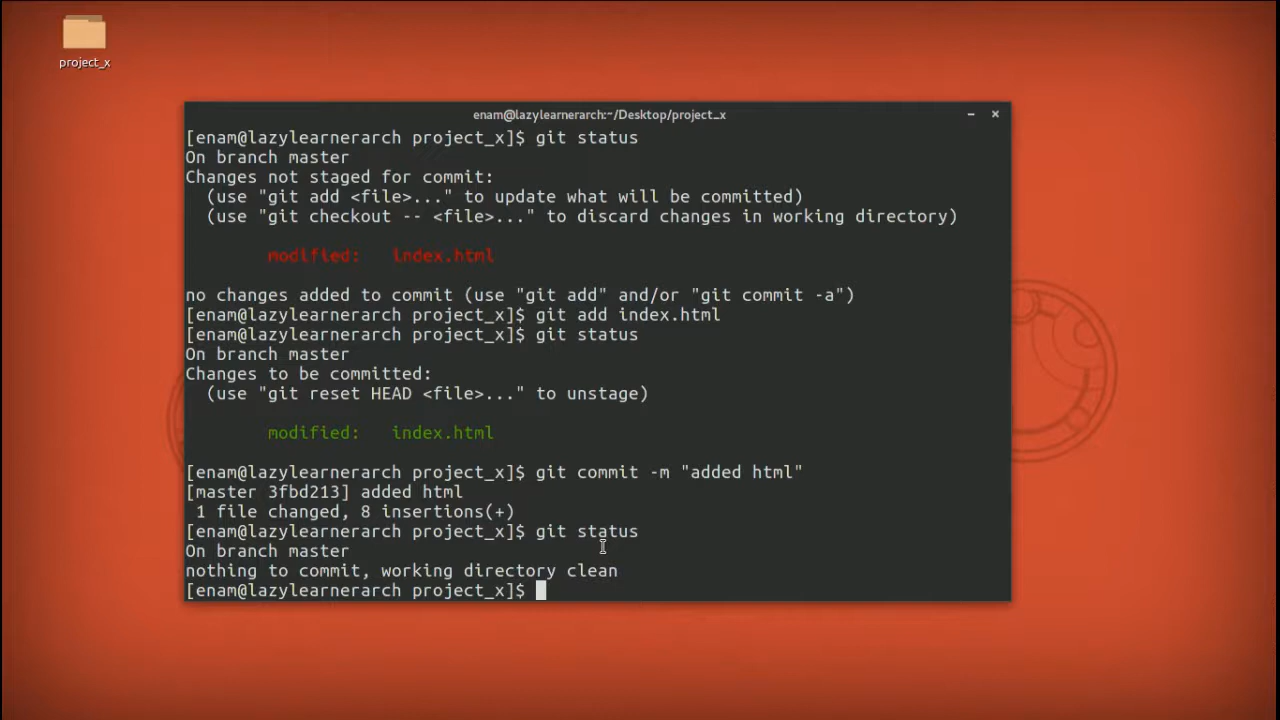 project_x
enam@lazylearnerarch:~/Desktop/project_x
[enam@lazylearnerarch project_x]$ git status
On branch master
Changes not staged for commit:
  (use "git add <file>..." to update what will be committed)
  (use "git checkout -- <file>..." to discard changes in working directory)
        modified:   index.html
no changes added to commit (use "git add" and/or "git commit -a")
[enam@lazylearnerarch project_x]$ git add index.html
[enam@lazylearnerarch project_x]$ git status
On branch master
Changes to be committed:
  (use "git reset HEAD <file>..." to unstage)
        modified:   index.html
[enam@lazylearnerarch project_x]$ git commit -m "added html"
[master 3fbd213] added html
 1 file changed, 8 insertions(+)
[enam@lazylearnerarch project_x]$ git status
On branch master
nothing to commit, working directory clean
[enam@lazylearnerarch project_x]$